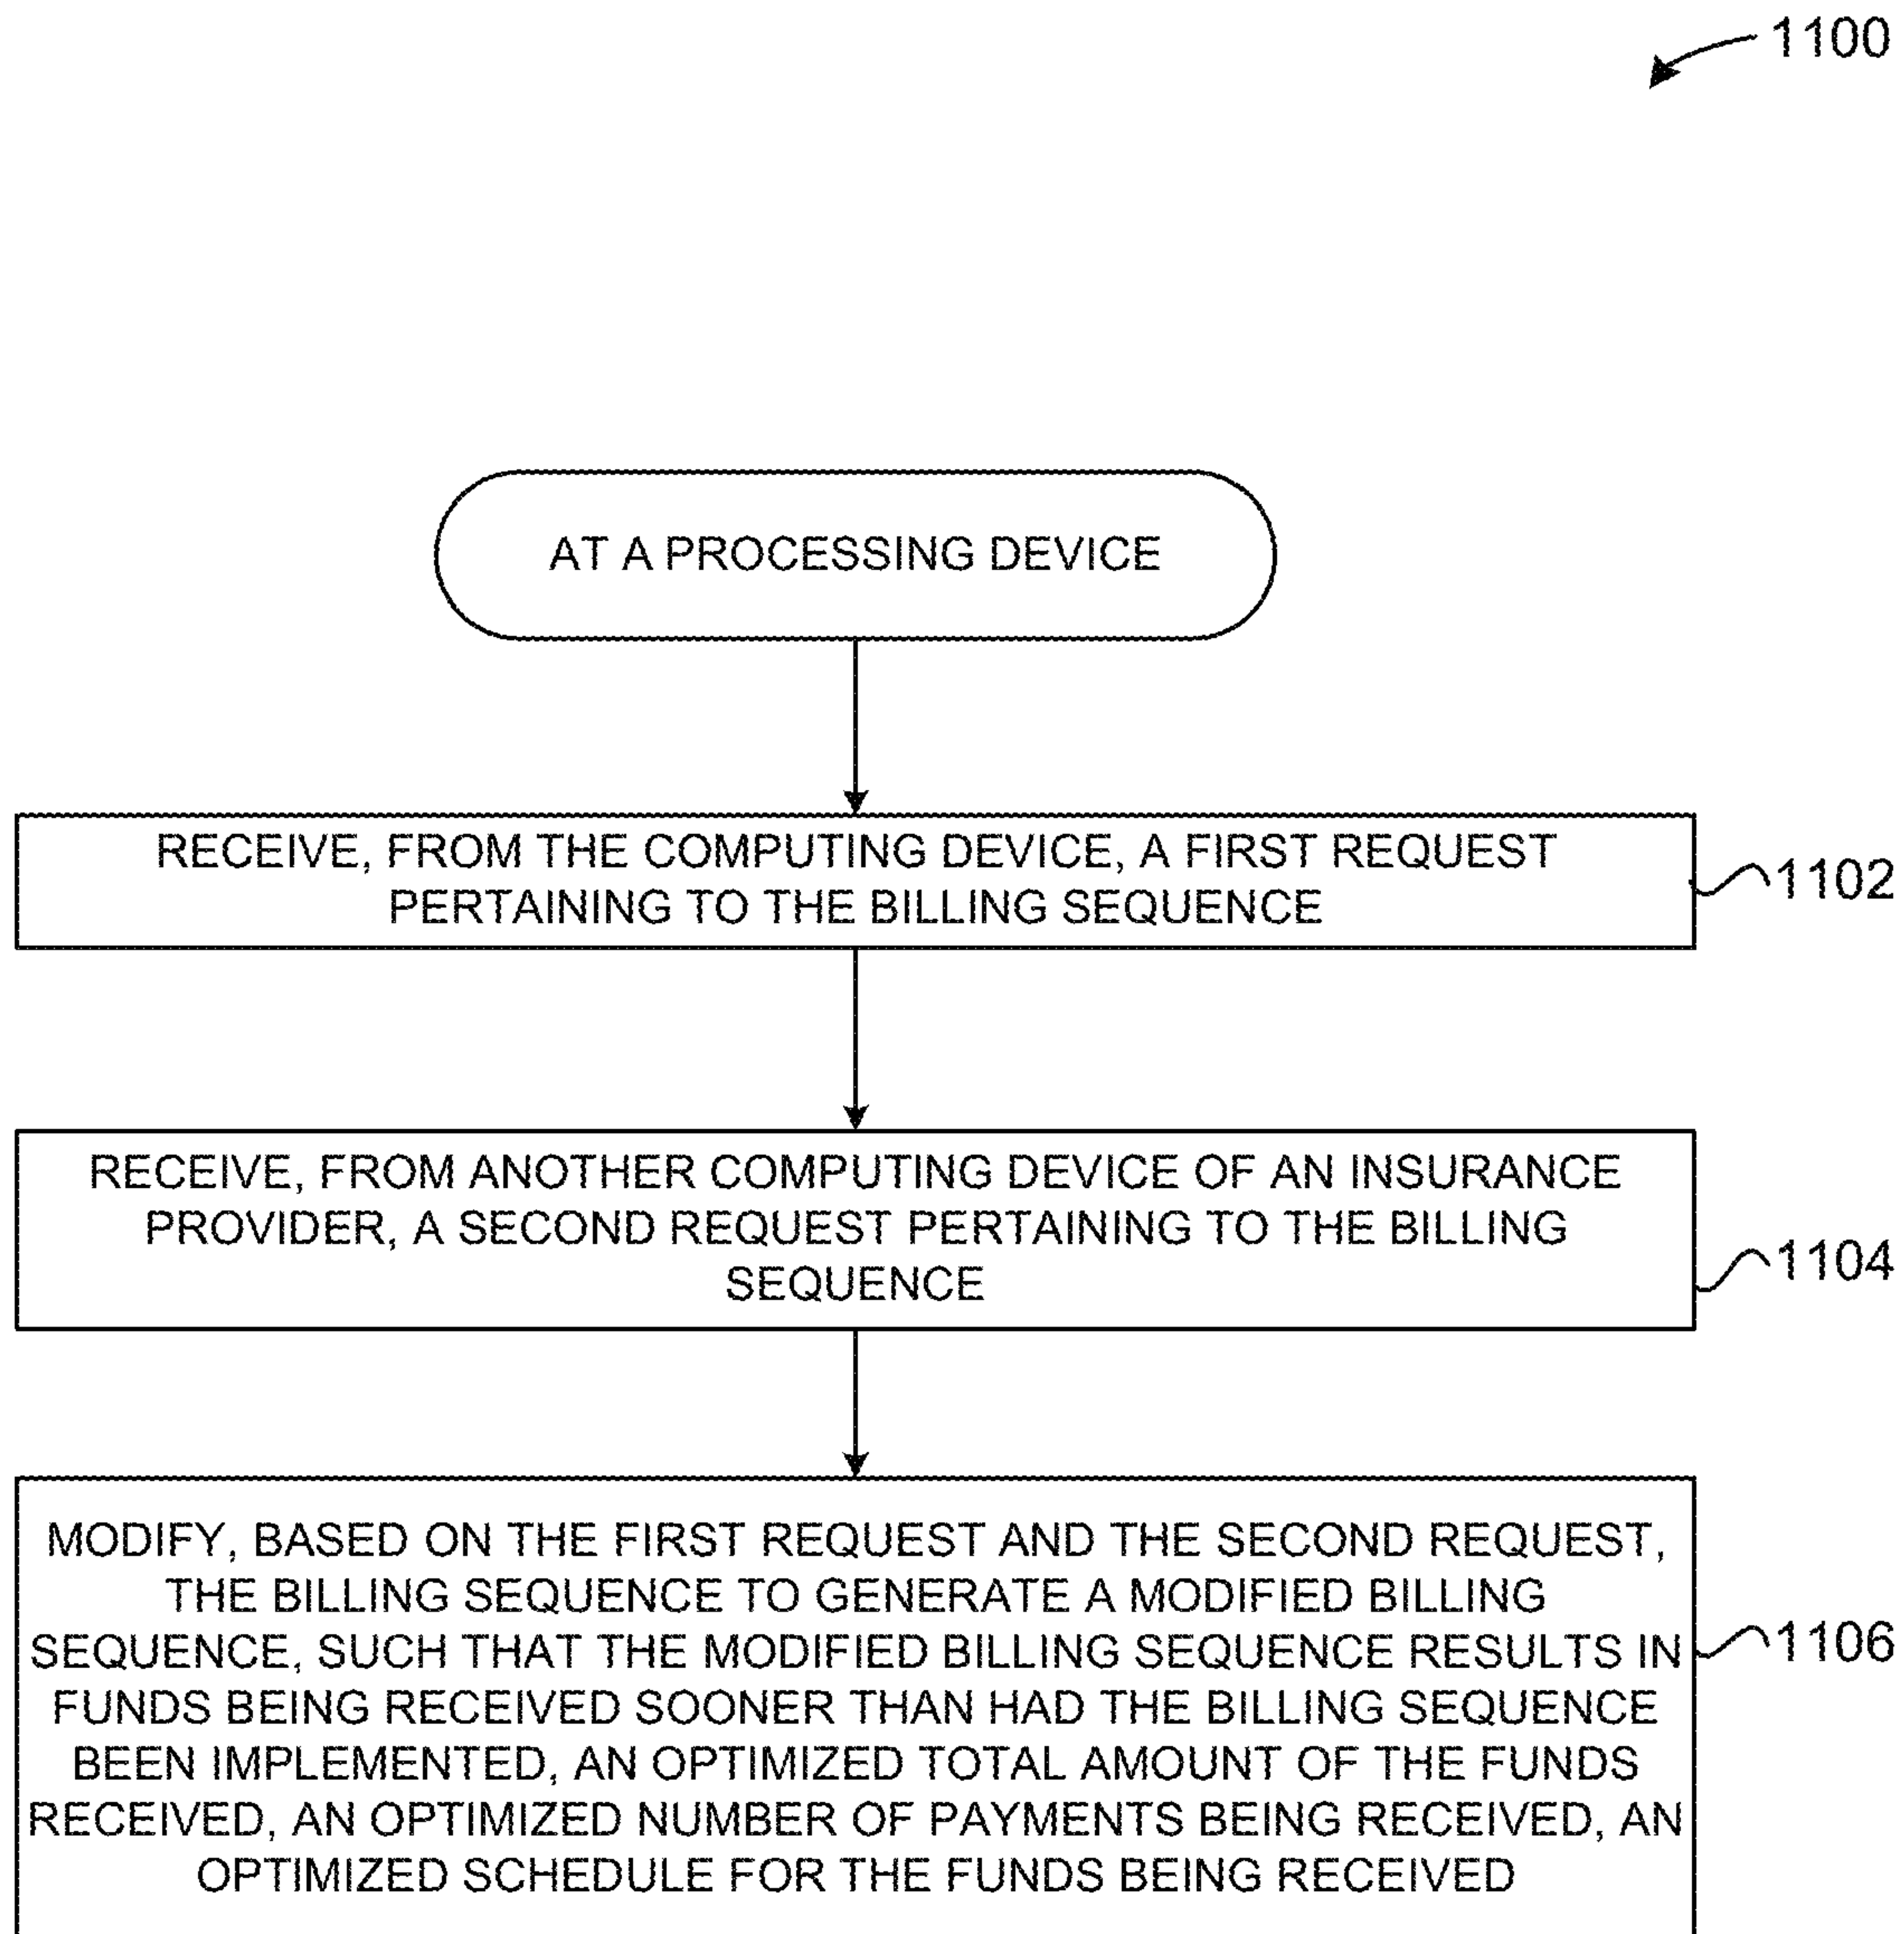 1100
AT A PROCESSING DEVICE
RECEIVE, FROM THE COMPUTING DEVICE, A FIRST REQUEST
PERTAINING TO THE BILLING SEQUENCE
1102
RECEIVE, FROM ANOTHER COMPUTING DEVICE OF AN INSURANCE
PROVIDER, A SECOND REQUEST PERTAINING TO THE BILLING
SEQUENCE
1104
MODIFY, BASED ON THE FIRST REQUEST AND THE SECOND REQUEST,
THE BILLING SEQUENCE TO GENERATE A MODIFIED BILLING
SEQUENCE, SUCH THAT THE MODIFIED BILLING SEQUENCE RESULTS IN
FUNDS BEING RECEIVED SOONER THAN HAD THE BILLING SEQUENCE
BEEN IMPLEMENTED, AN OPTIMIZED TOTAL AMOUNT OF THE FUNDS
RECEIVED, AN OPTIMIZED NUMBER OF PAYMENTS BEING RECEIVED, AN
OPTIMIZED SCHEDULE FOR THE FUNDS BEING RECEIVED
1106